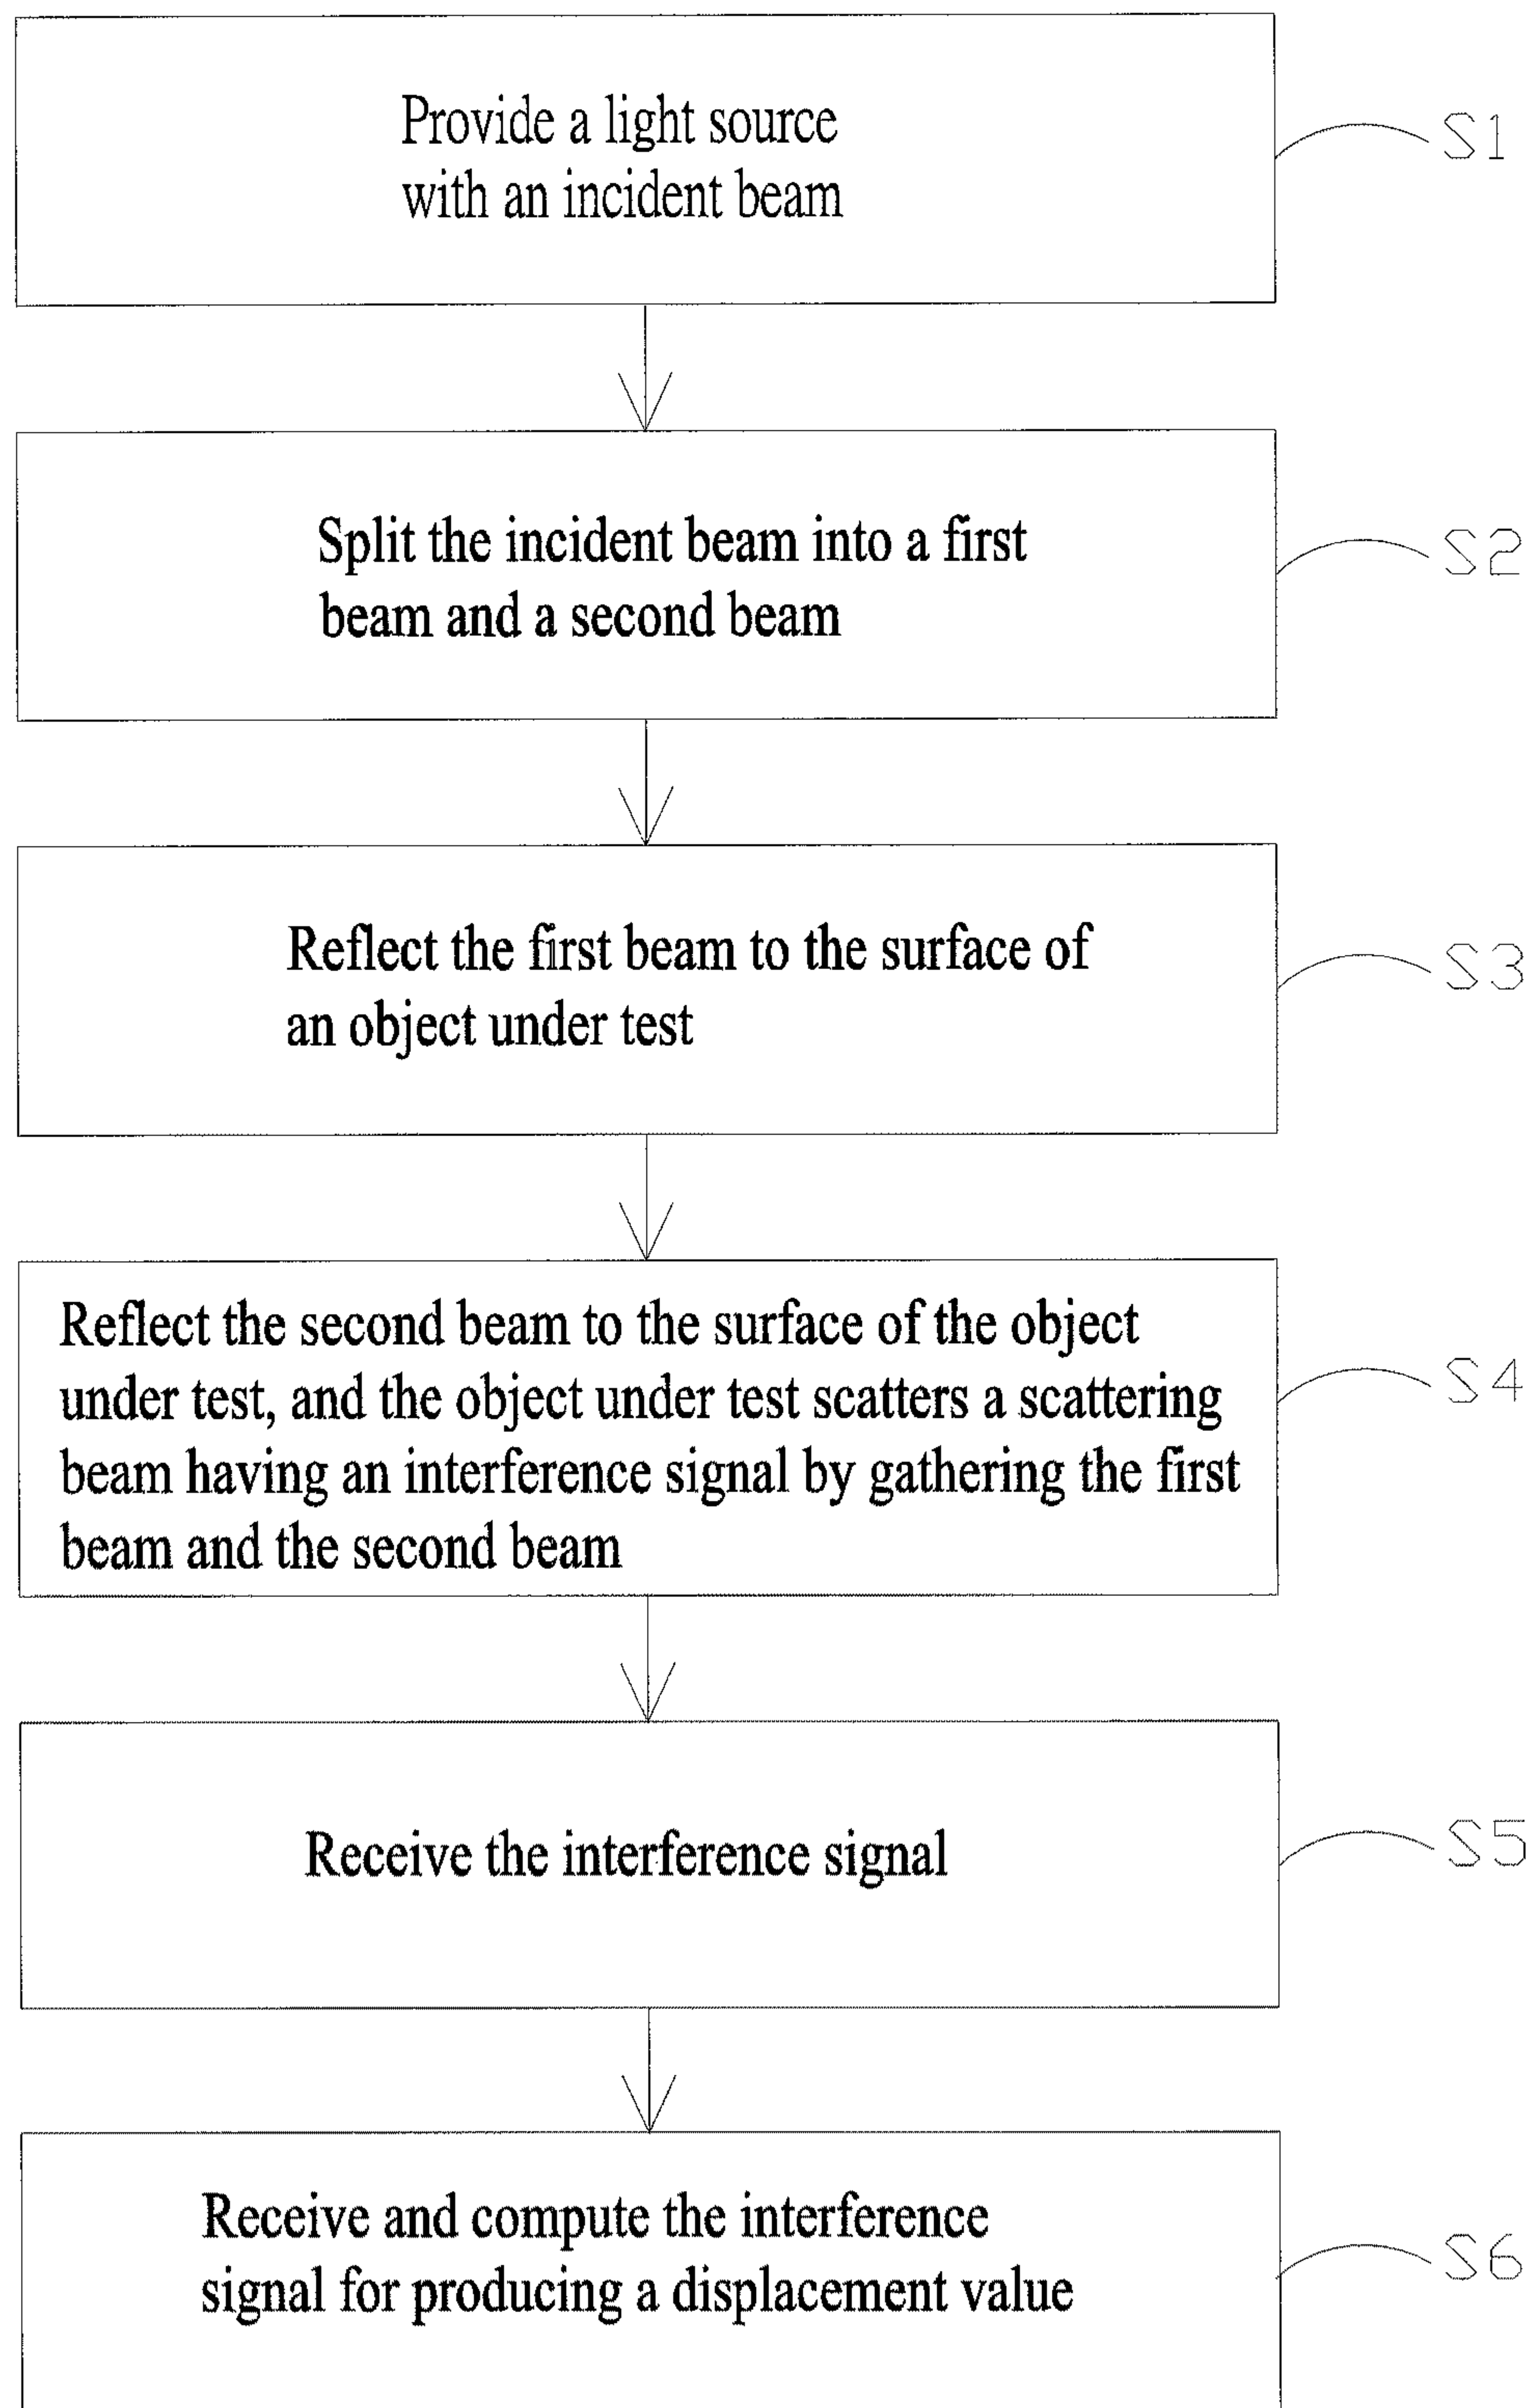 Provide a light source
with an incident beam
S1
Split the incident beam into a first
beam and a second beam
S2
Reflect the first beam to the surface of
an object under test
S3
Reflect the second beam to the surface of the object
under test, and the object under test scatters a scattering
beam having an interference signal by gathering the first
beam and the second beam
S4
Receive the interference signal
S5
Receive and compute the interference
signal for producing a displacement value
S6